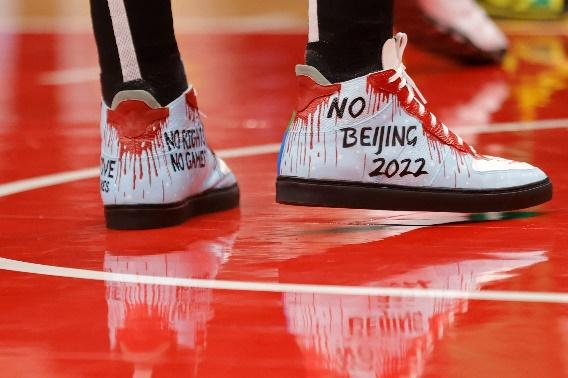 NO RIGHTS
NO GAMES
NO
BEIJING
2022